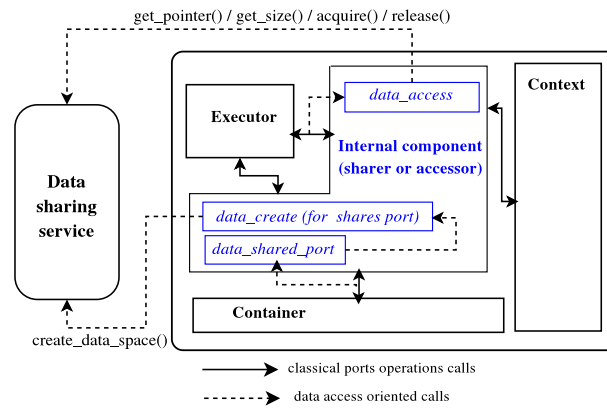 get_pointer() / get_size() / acquire() / release()
data_access
Context
Executor
Internal component
(sharer or accessor)
Data
sharing
service
data_create (for shares port)
data_shared_port
Container
create_data_space()
classical ports operations calls
data access oriented calls